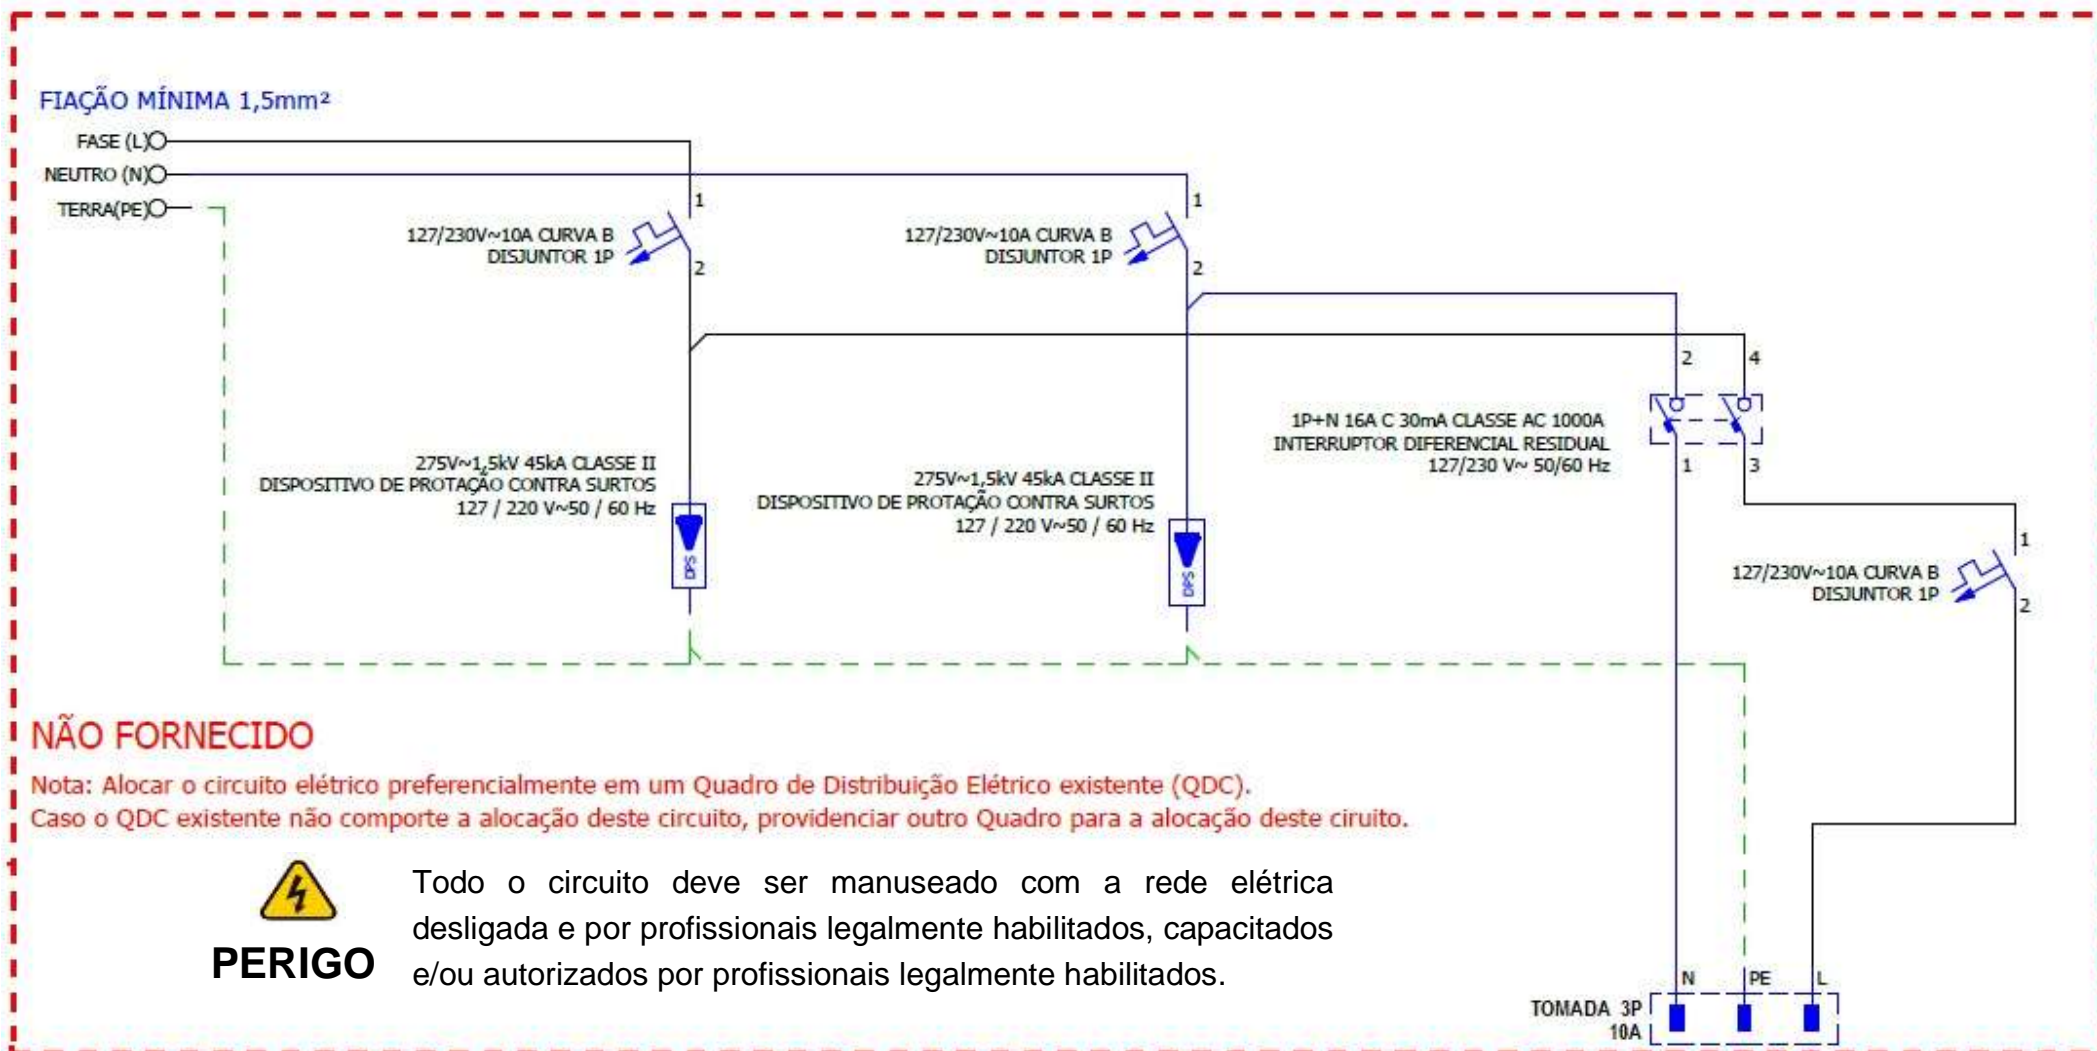 FIAÇÃO MÍNIMA 1,5mm²
FASE (L)
NEUTRO (N)
TERRA(PE)
1
127/230V~10A CURVA B
DISJUNTOR 1P
2
1
127/230V~10A CURVA B
DISJUNTOR 1P
2
2
4
1P+N 16A C 30mA CLASSE AC 1000A
INTERRUPTOR DIFERENCIAL RESIDUAL
127/230 V~ 50/60 Hz
1
3
275V~1,5kV 45kA CLASSE II
DISPOSITIVO DE PROTAÇÃO CONTRA SURTOS
127 / 220 V~50 / 60 Hz
DPS
275V~1,5kV 45kA CLASSE II
DISPOSITIVO DE PROTAÇÃO CONTRA SURTOS
127 / 220 V~50 / 60 Hz
DPS
1
127/230V~10A CURVA B
DISJUNTOR 1P
2
NÃO FORNECIDO
Nota: Alocar o circuito elétrico preferencialmente em um Quadro de Distribuição Elétrico existente (QDC).
Caso o QDC existente não comporte a alocação deste circuito, providenciar outro Quadro para a alocação deste ciruito.
PERIGO
Todo o circuito deve ser manuseado com a rede elétrica
desligada e por profissionais legalmente habilitados, capacitados
e/ou autorizados por profissionais legalmente habilitados.
N
PE
L
TOMADA 3P
10A